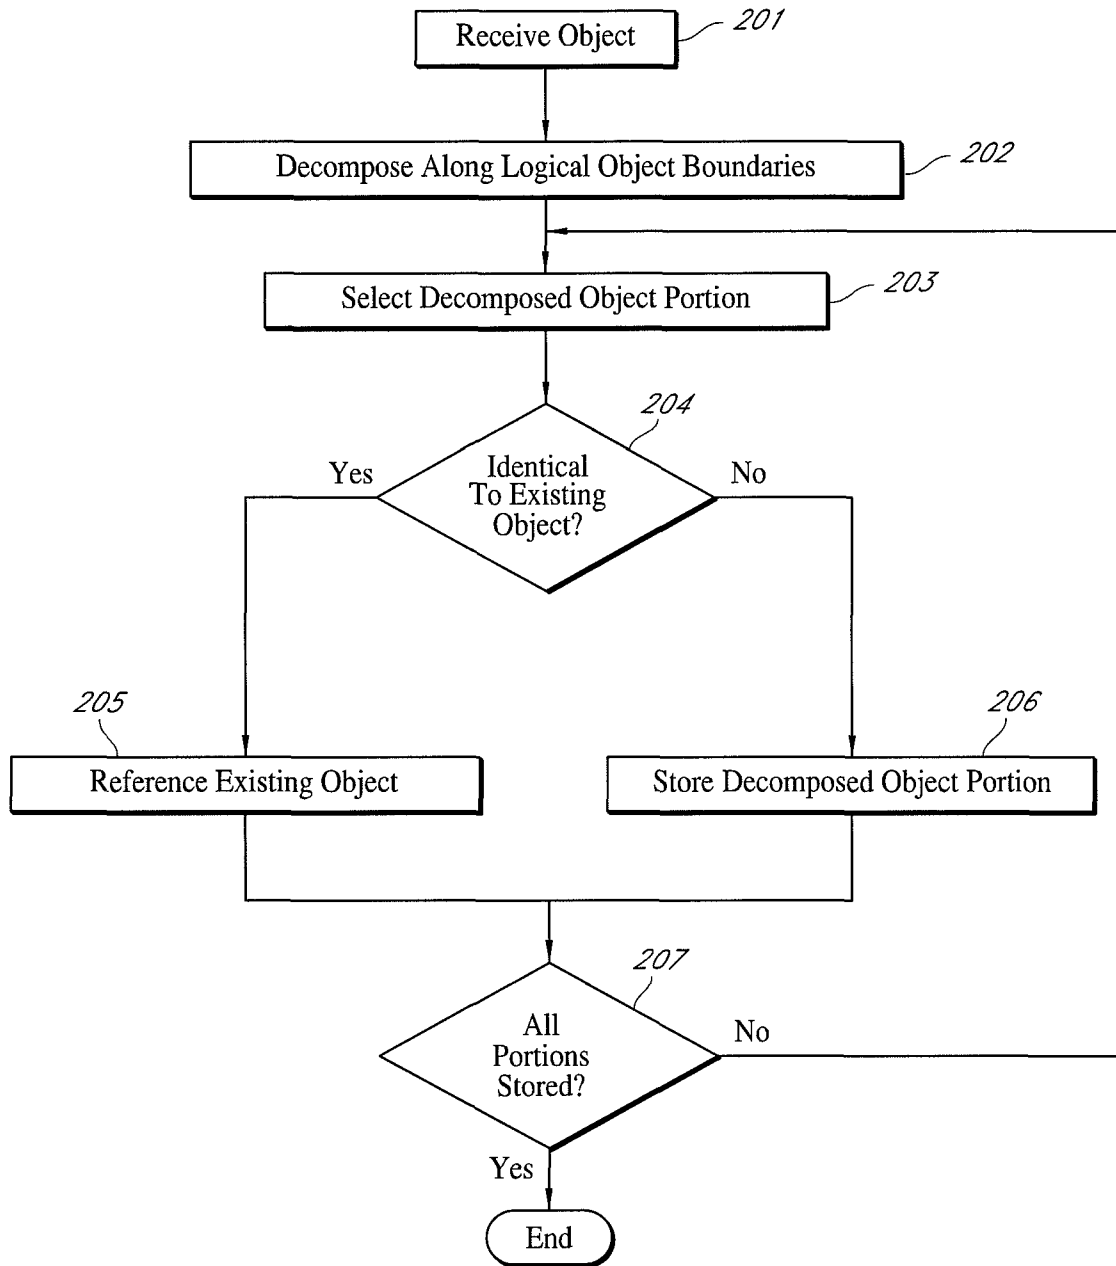 Receive Object
201
Decompose Along Logical Object Boundaries
202
Select Decomposed Object Portion
203
204
Yes
Identical
To Existing
Object?
No
205
Reference Existing Object
206
Store Decomposed Object Portion
207
All
Portions
Stored?
No
Yes
End